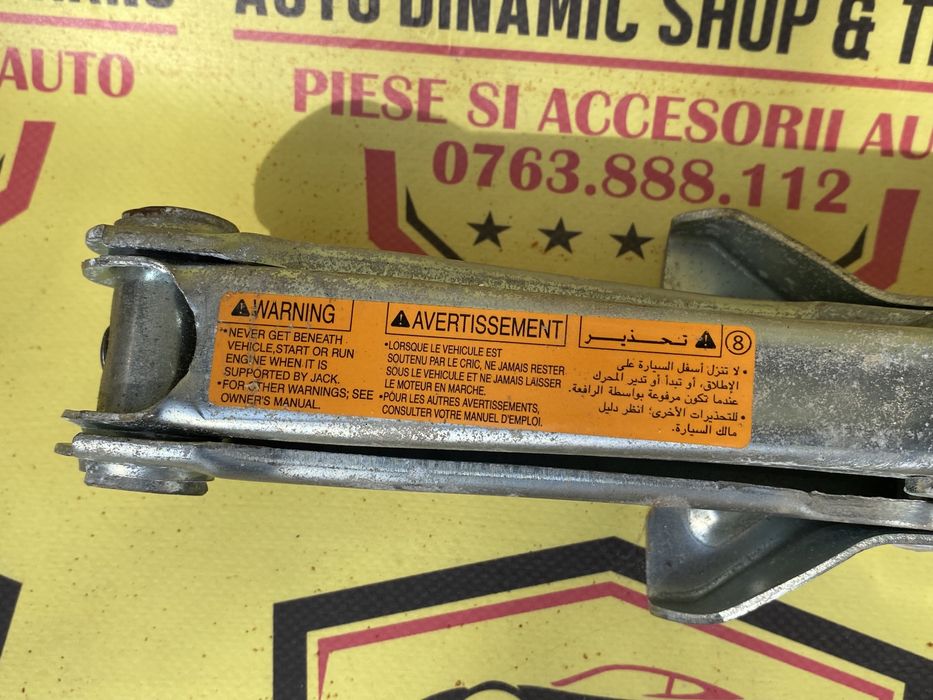 AUTO DINAMIC SHOP & T
AUTO
PIESE SI ACCESORII AU
0763.888.112
WARNING
•NEVER GET BENEATH
VEHICLE,START OR RUN
ENGINE WHEN IT IS
SUPPORTED BY JACK.
•FOR OTHER WARNINGS; SEE
OWNER'S MANUAL.
AVERTISSEMENT
•LORSQUE LE VEHICULE EST
SOUTENU PAR LE CRIC, NE JAMAIS RESTER
SOUS LE VEHICULE ET NE JAMAIS LAISSER
LE MOTEUR EN MARCHE.
•POUR LES AUTRES AVERTISSEMENTS,
CONSULTER VOTRE MANUEL D'EMPLOI.
تحذير
8
• لا تنزل أسفل السيارة على
الإطلاق، أو تبدأ أو تدير المحرك
عندما تكون مرفوعة بواسطة الرافعة.
• للتحذيرات الأخرى؛ انظر دليل
مالك السيارة.